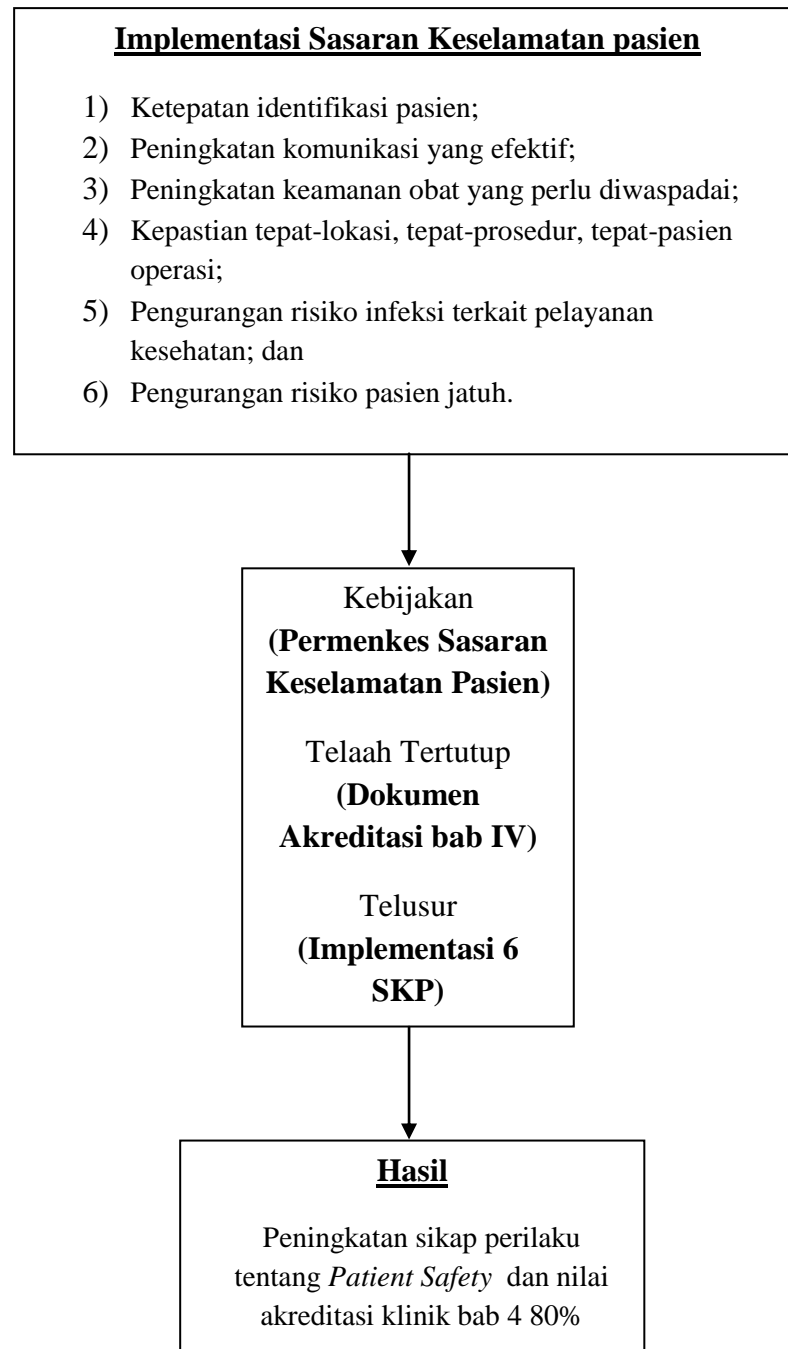 Implementasi Sasaran Keselamatan pasien
1) Ketepatan identifikasi pasien;
2) Peningkatan komunikasi yang efektif;
3) Peningkatan keamanan obat yang perlu diwaspadai;
4) Kepastian tepat-lokasi, tepat-prosedur, tepat-pasien
operasi;
5) Pengurangan risiko infeksi terkait pelayanan
kesehatan; dan
6) Pengurangan risiko pasien jatuh.
Kebijakan
(Permenkes Sasaran
Keselamatan Pasien)
Telaah Tertutup
(Dokumen
Akreditasi bab IV)
Telusur
(Implementasi 6
SKP)
Hasil
Peningkatan sikap perilaku
tentang Patient Safety dan nilai
akreditasi klinik bab 4 80%